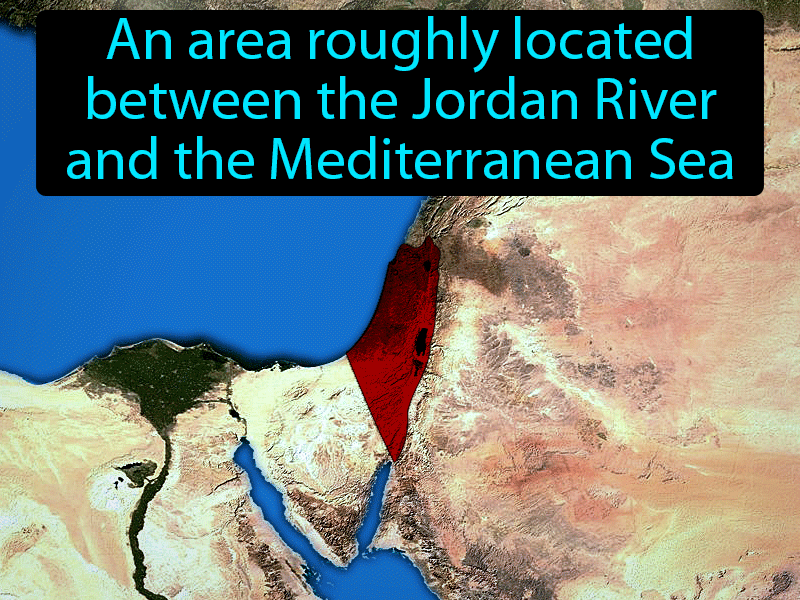 An area roughly located
between the Jordan River
and the Mediterranean Sea